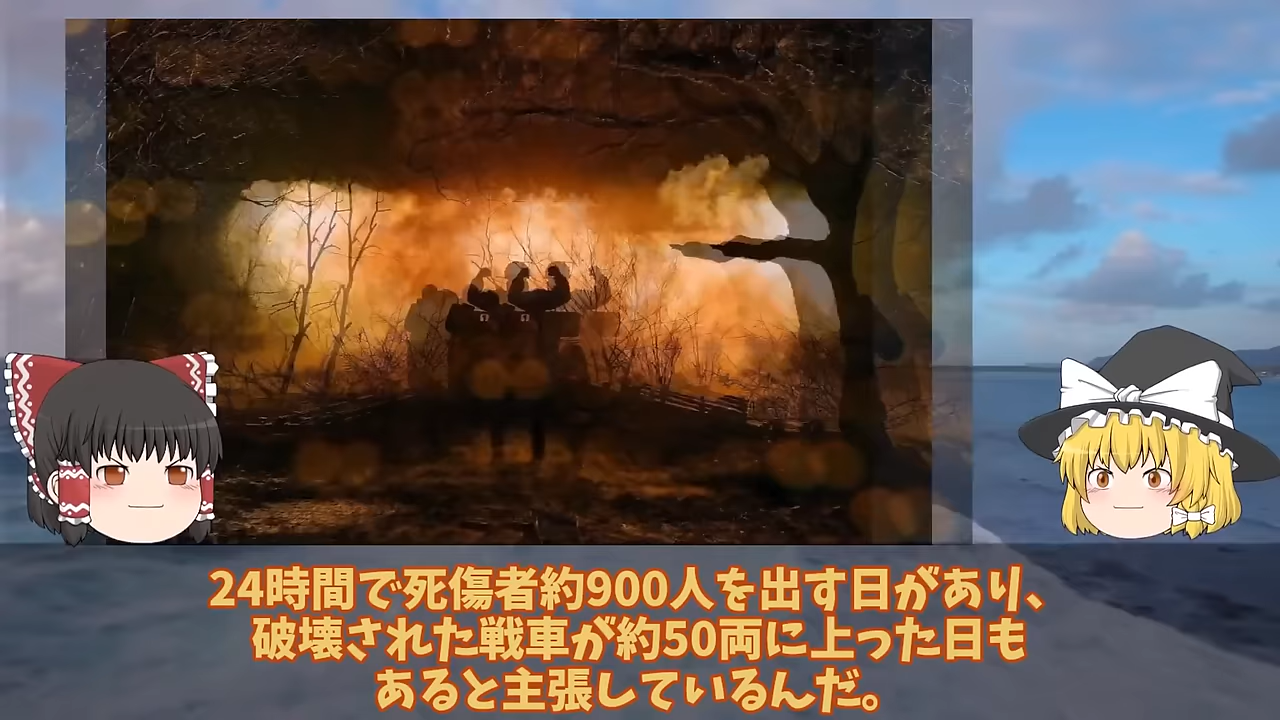 24時間で死傷者約900人を出す日があり、
破壊された戦車が約50両に上った日も
あると主張しているんだ。